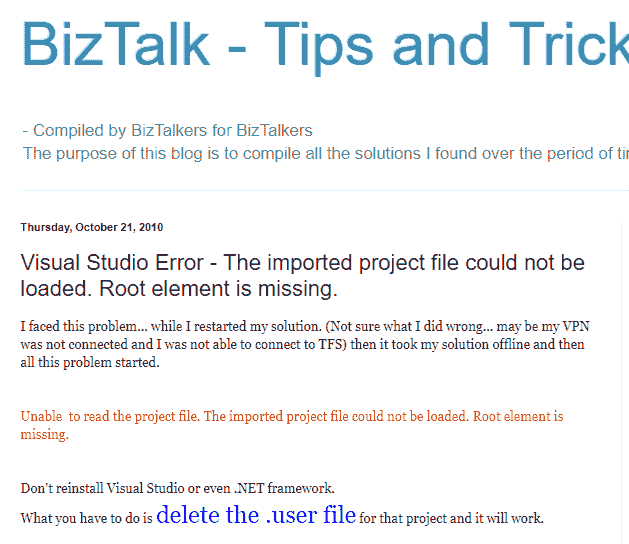 BizTalk - Tips and Trick
- Compiled by BizTalkers for BizTalkers
The purpose of this blog is to compile all the solutions I found over the period of
Thursday, October 21, 2010
Visual Studio Error - The imported project file could not be
loaded. Root element is missing.
I faced this problem... while I restarted my solution. (Not sure what I did wrong... may be my VPN
was not connected and I was not able to connect to TFS) then it took my solution offline and then
all this problem started.
Unable to read the project file. The imported project file could not be loaded. Root element is
missing.
Don't reinstall Visual Studio or even .NET framework.
What you have to do is delete the .user file for that project and it will work.